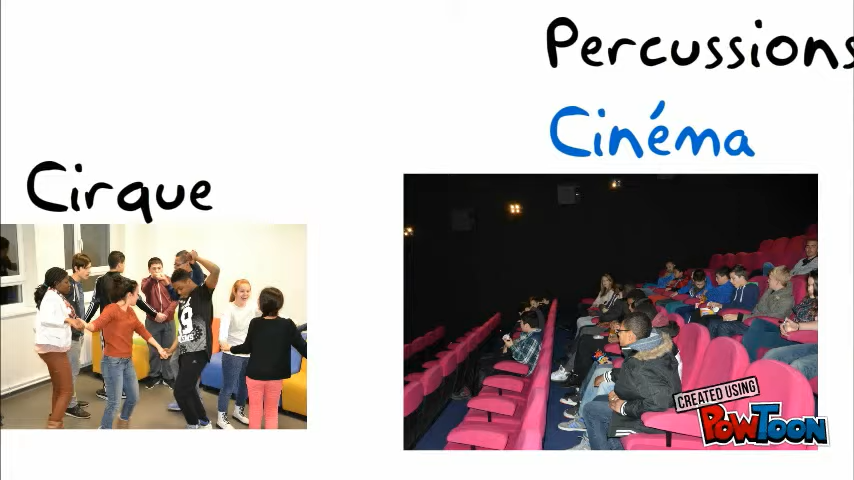 Percussions
Cinéma
Cirque
CREATED USING
POWTOON